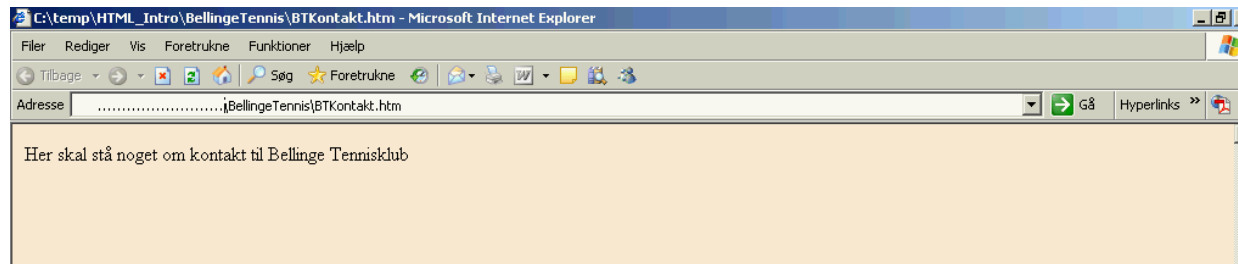 C:\temp\HTML_Intro\BellingeTennis\BTKontakt.htm - Microsoft Internet Explorer
Filer Rediger Vis Foretrukne Funktioner Hjælp
Tilbage Søg Foretrukne
Adresse ..........................\BellingeTennis\BTKontakt.htm Gå Hyperlinks »
Her skal stå noget om kontakt til Bellinge Tennisklub